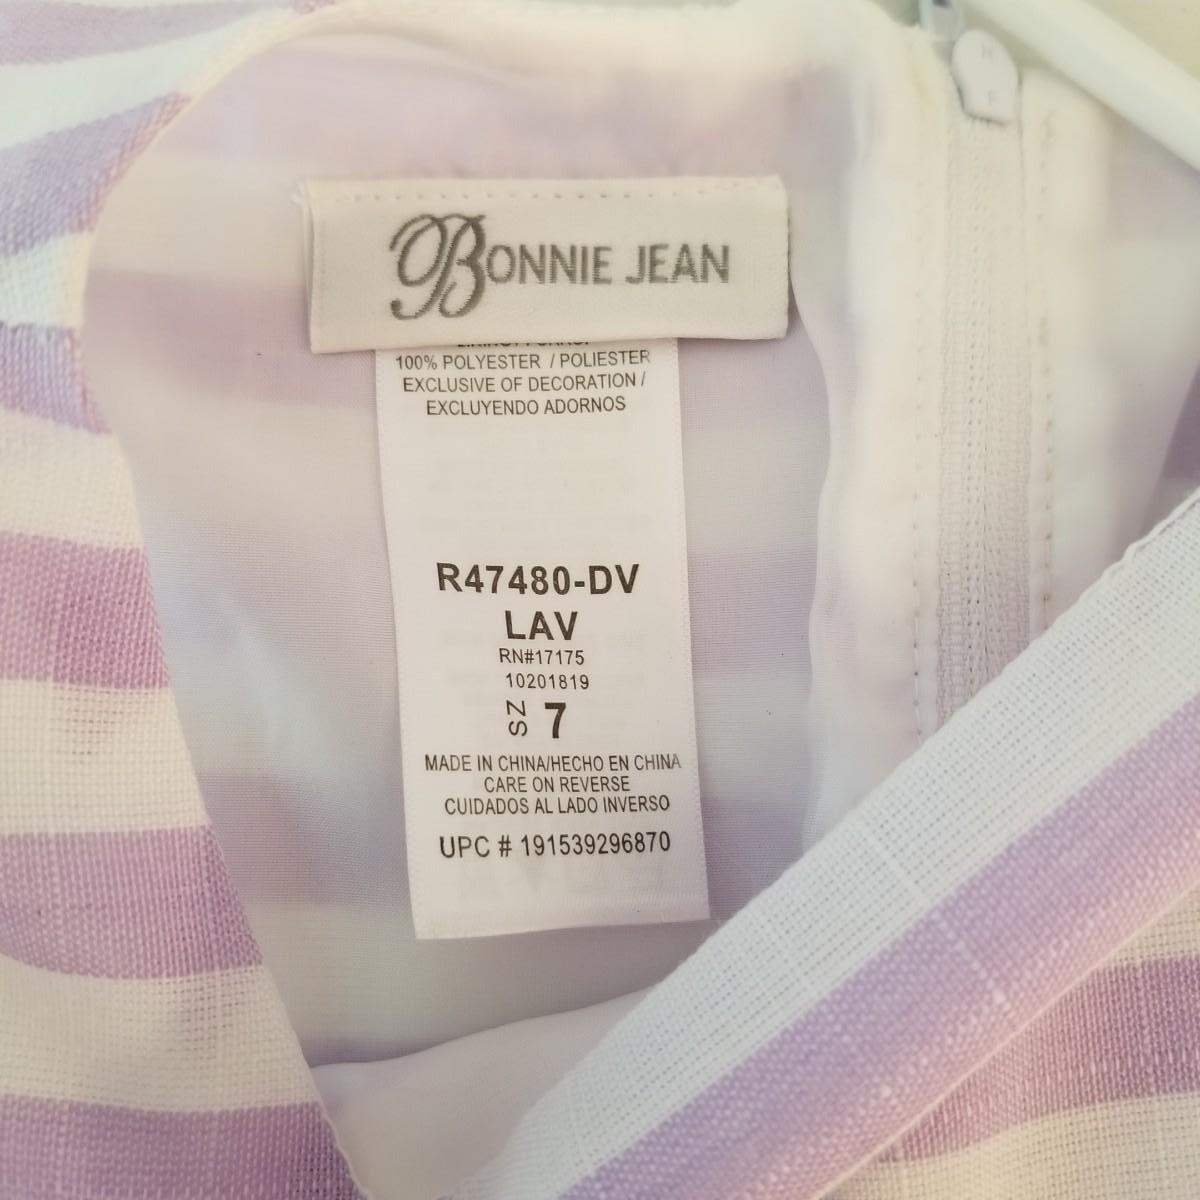 BONNIE JEAN
100% POLYESTER / POLIESTER
EXCLUSIVE OF DECORATION /
EXCLUYENDO ADORNOS
R47480-DV
LAV
RN#17175
10201819
SZ 7
MADE IN CHINA/HECHO EN CHINA
CARE ON REVERSE
CUIDADOS AL LADO INVERSO
UPC # 191539296870